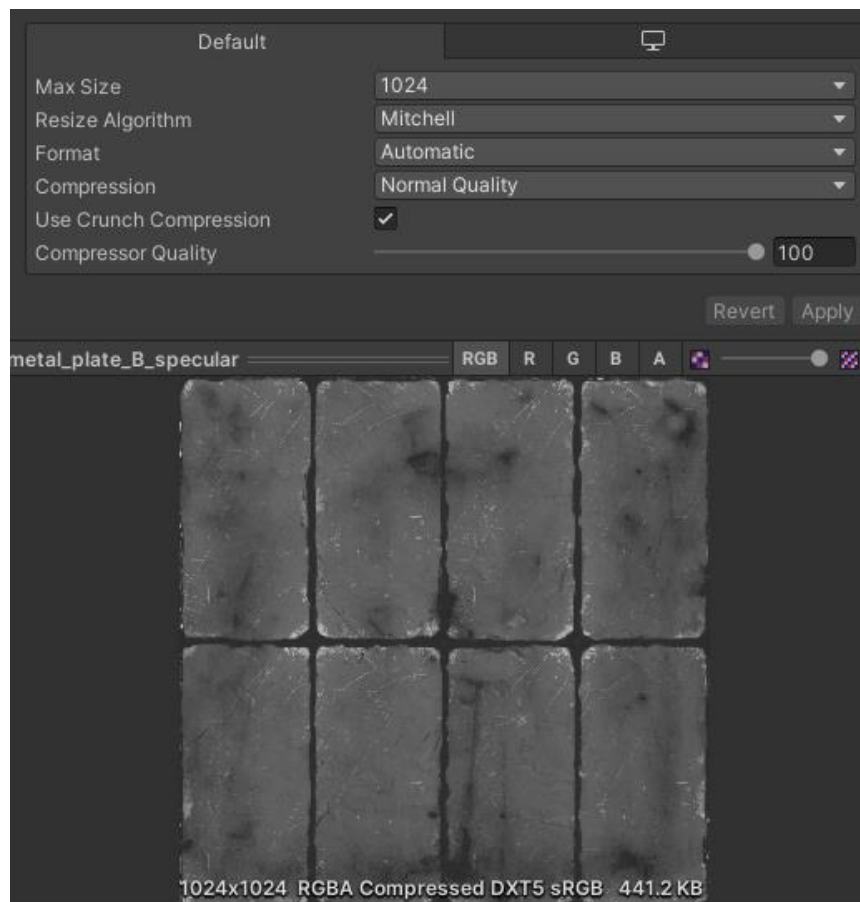 Default
Max Size 1024
Resize Algorithm Mitchell
Format Automatic
Compression Normal Quality
Use Crunch Compression
Compressor Quality 100
Revert Apply
metal_plate_B_specular RGB R G B A
1024x1024 RGBA Compressed DXT5 sRGB 441.2 KB